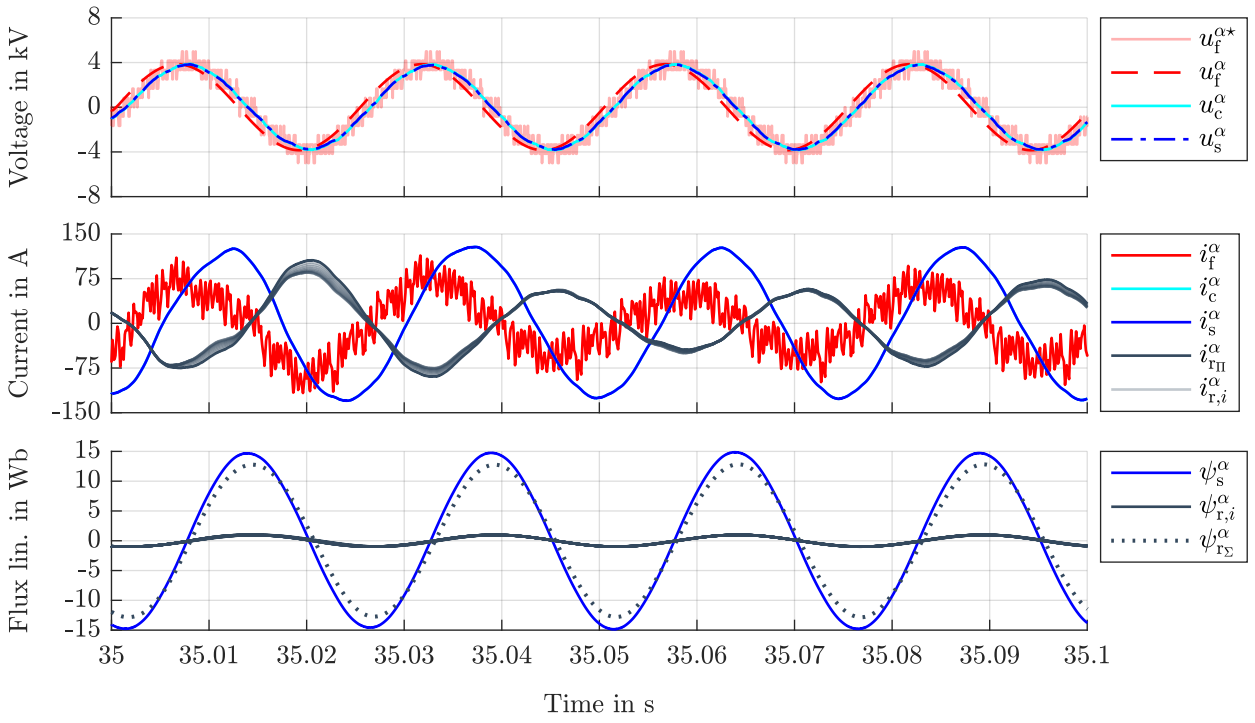 Voltage in kV
8
4
0
-4
-8
u_f^{α⋆}
u_f^α
u_c^α
u_s^α
Current in A
150
75
0
-75
-150
i_f^α
i_c^α
i_s^α
i_{r_Π}^α
i_{r,i}^α
Flux lin. in Wb
15
10
5
0
-5
-10
-15
ψ_s^α
ψ_{r,i}^α
ψ_{r_Σ}^α
35 35.01 35.02 35.03 35.04 35.05 35.06 35.07 35.08 35.09 35.1
Time in s